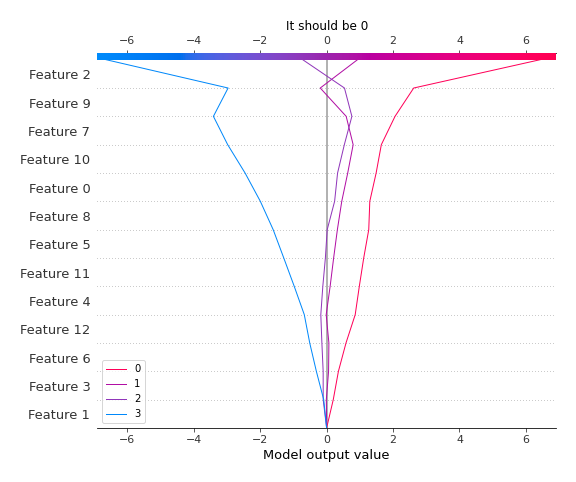 It should be 0
−6 −4 −2 0 2 4 6
Feature 2
Feature 9
Feature 7
Feature 10
Feature 0
Feature 8
Feature 5
Feature 11
Feature 4
Feature 12
Feature 6
Feature 3
Feature 1
0
1
2
3
−6 −4 −2 0 2 4 6
Model output value